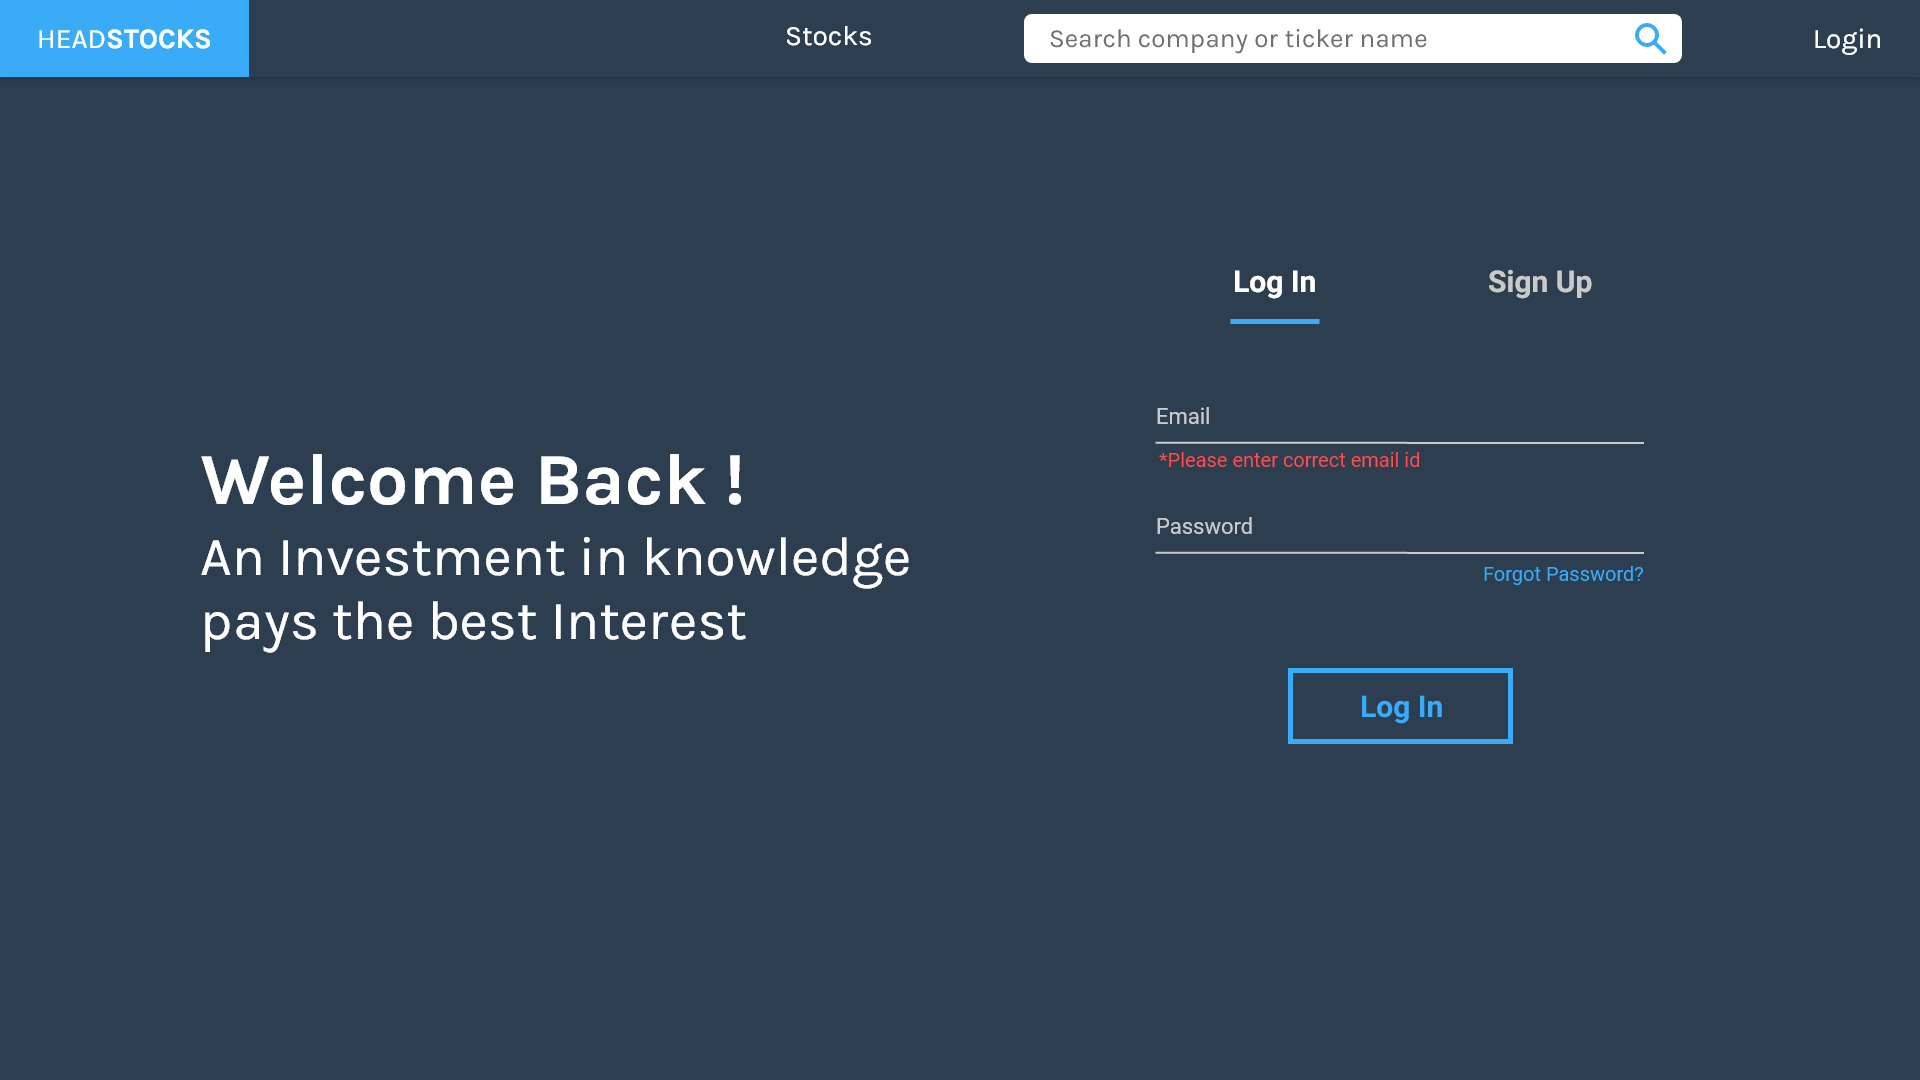 HEADSTOCKS
Stocks
Search company or ticker name
Login
Log In
Sign Up
Email
*Please enter correct email id
Password
Forgot Password?
Log In
Welcome Back !
An Investment in knowledge
pays the best Interest